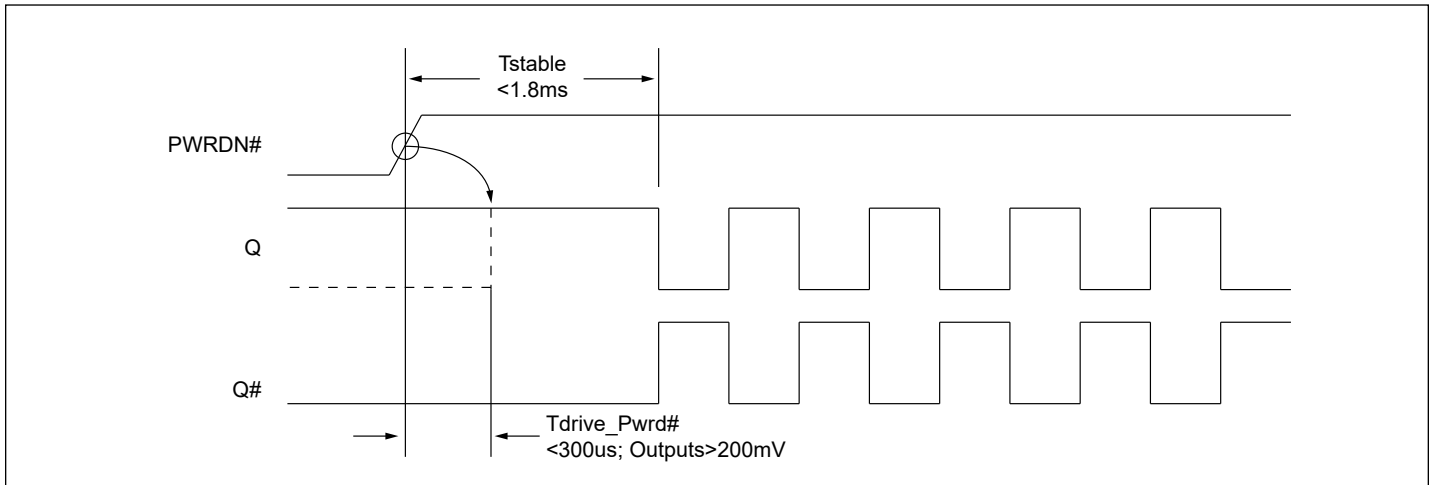 Tstable
<1.8ms
PWRDN#
Q
Q#
Tdrive_Pwrd#
<300us; Outputs>200mV